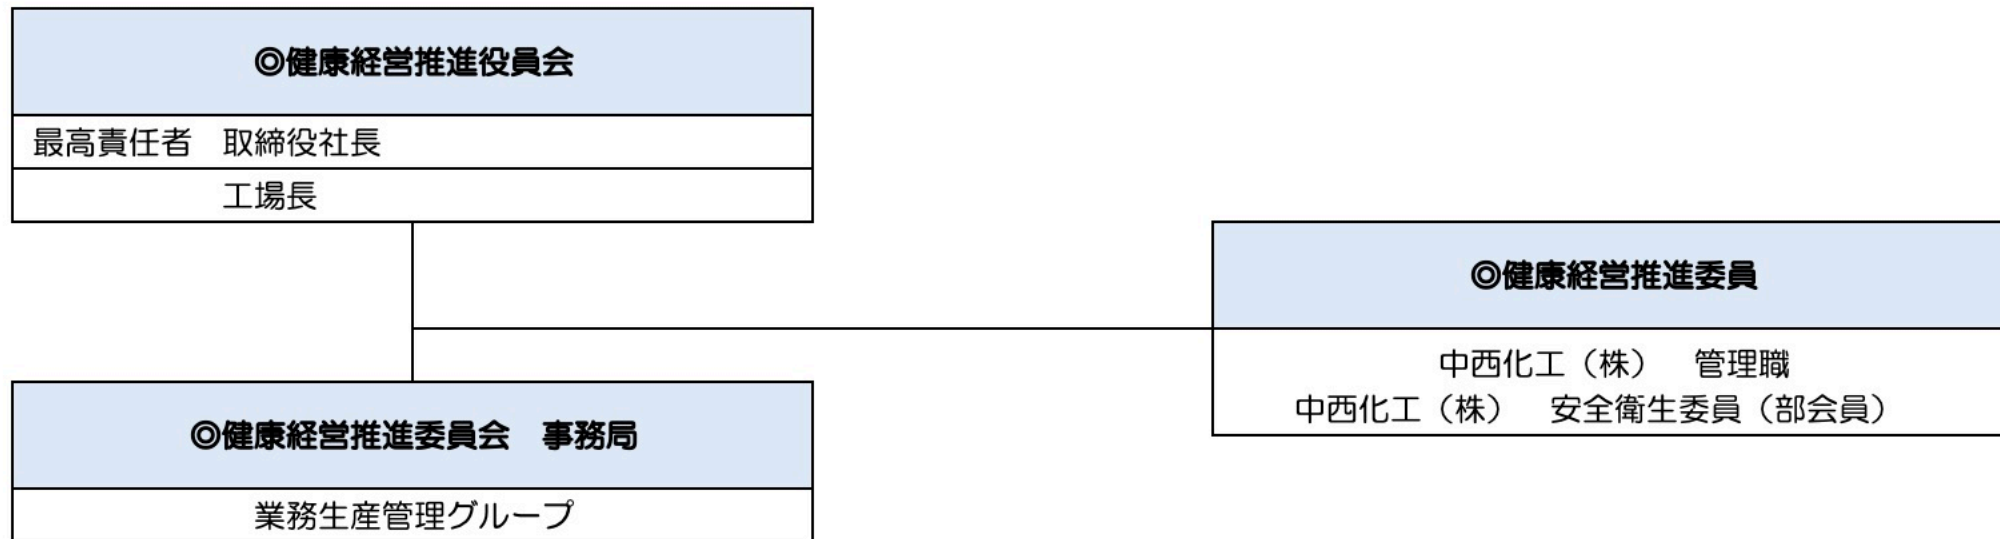 ◎健康経営推進役員会
最高責任者　取締役社長
工場長
◎健康経営推進委員
中西化工（株）　管理職
中西化工（株）　安全衛生委員（部会員）
◎健康経営推進委員会　事務局
業務生産管理グループ